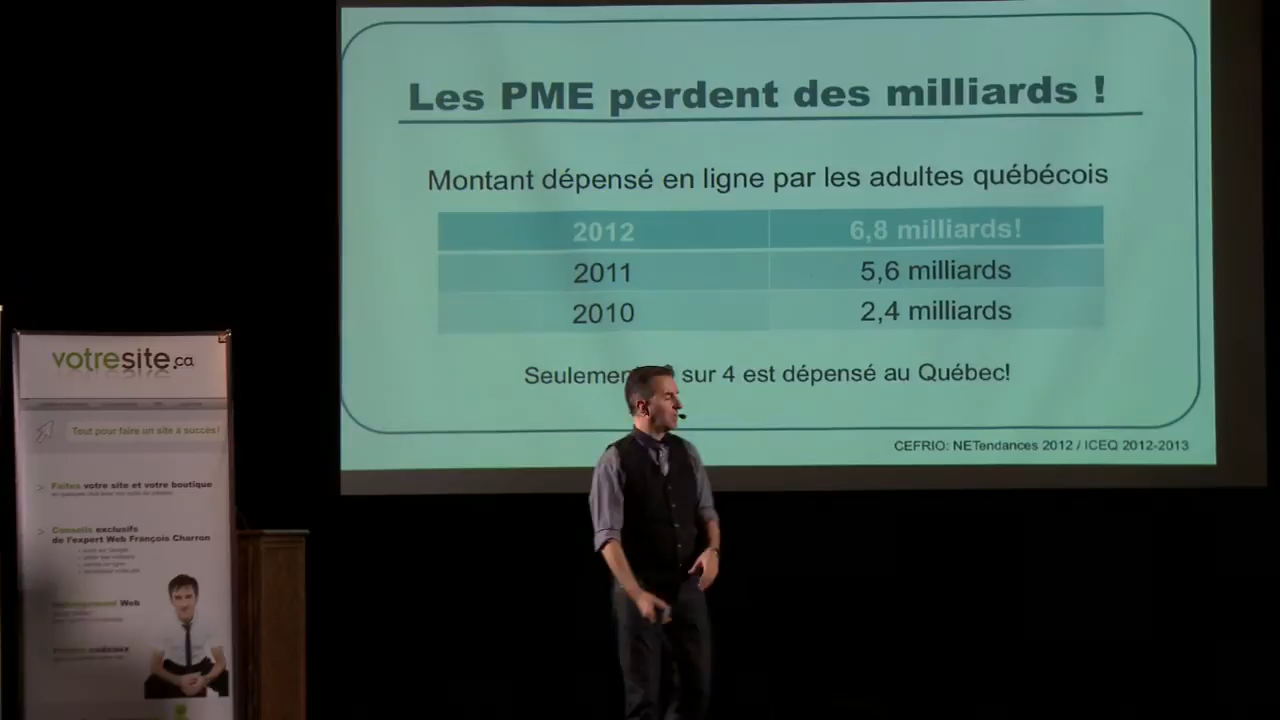 Les PME perdent des milliards !
Montant dépensé en ligne par les adultes québécois
2012 6,8 milliards!
2011 5,6 milliards
2010 2,4 milliards
sur 4 est dépensé au Québec!
CEFRIO: NETendances 2012 / ICEQ 2012-2013
votresite.ca
Tout pour faire un site à succès!
> Faites votre site et votre boutique
> Conseils exclusifs
de l'expert Web François Charron
Web